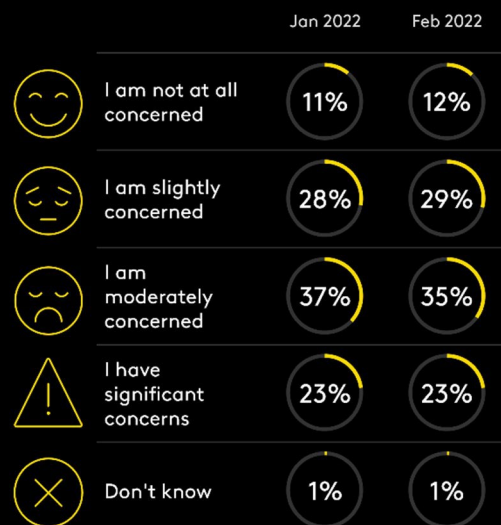 Jan 2022 Feb 2022
I am not at all
concerned
11% 12%
I am slightly
concerned
28% 29%
I am
moderately
concerned
37% 35%
I have
significant
concerns
23% 23%
Don't know
1% 1%